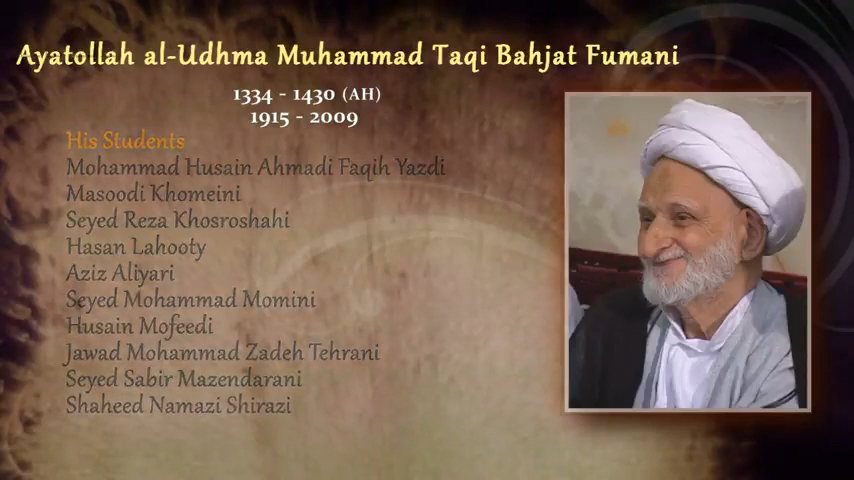 Ayatollah al-Udhma Muhammad Taqi Bahjat Fumani
1334 - 1430 (AH)
1915 - 2009
His Students
Mohammad Husain Ahmadi Faqih Yazdi
Masoodi Khomeini
Seyed Reza Khosroshahi
Hasan Lahooty
Aziz Aliyari
Seyed Mohammad Momini
Husain Mofeedi
Jawad Mohammad Zadeh Tehrani
Seyed Sabir Mazendarani
Shaheed Namazi Shirazi